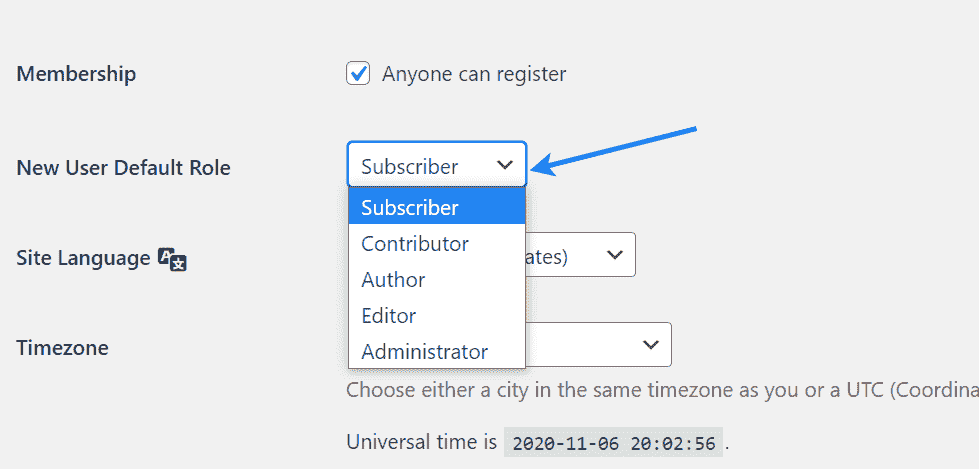 Membership
Anyone can register
New User Default Role
Subscriber
Subscriber
Contributor
Author
Editor
Administrator
Site Language
ates)
Timezone
Choose either a city in the same timezone as you or a UTC (Coordina
Universal time is 2020-11-06 20:02:56 .